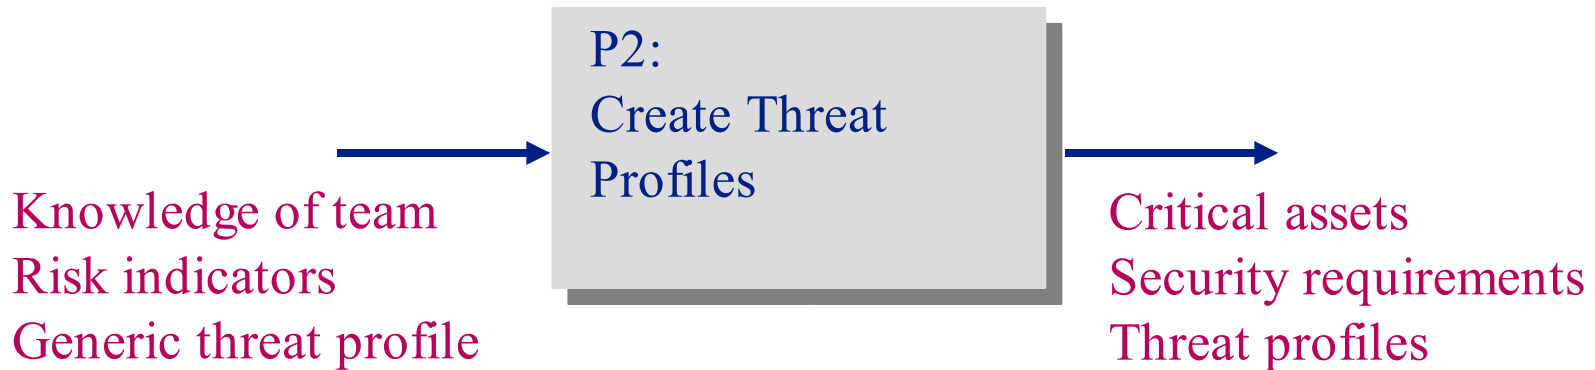 P2:
Create Threat
Profiles
Knowledge of team
Risk indicators
Generic threat profile
Critical assets
Security requirements
Threat profiles